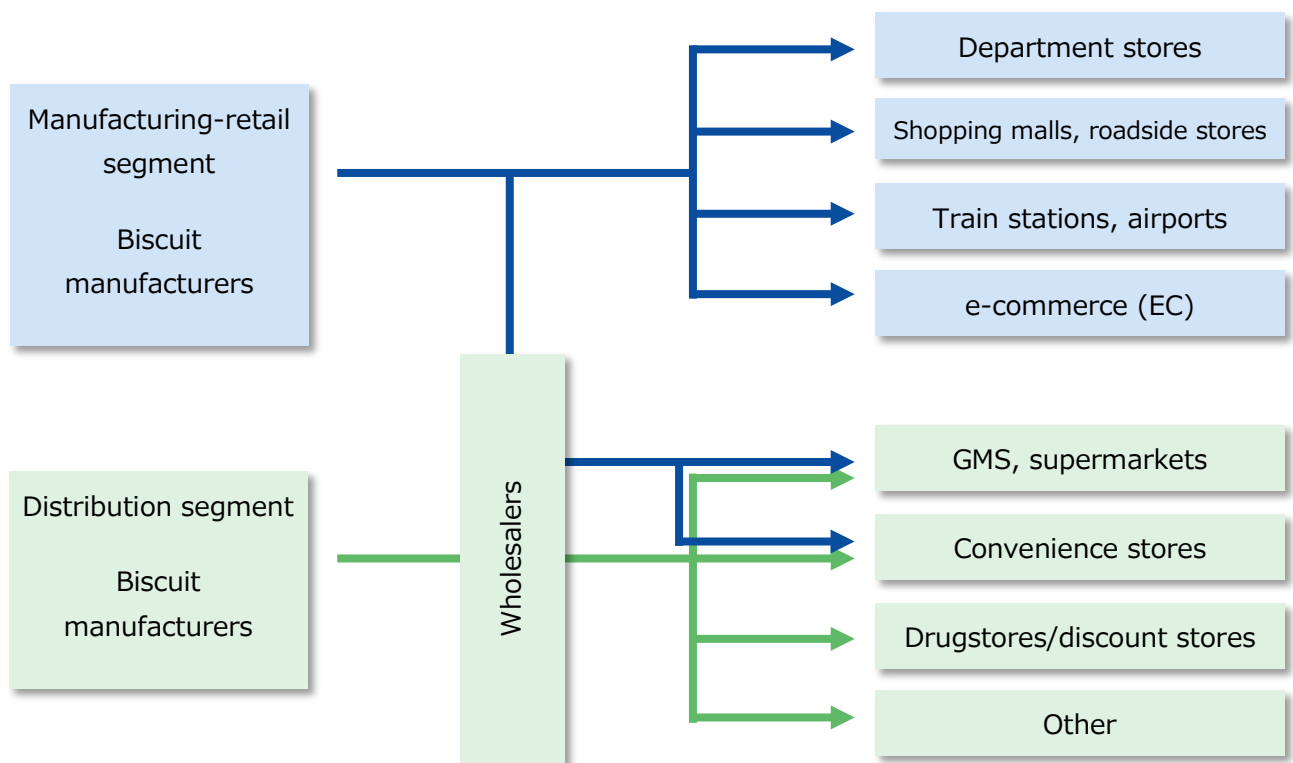 Manufacturing-retail
segment
Biscuit
manufacturers
Department stores
Shopping malls, roadside stores
Train stations, airports
e-commerce (EC)
Distribution segment
Biscuit
manufacturers
Wholesalers
GMS, supermarkets
Convenience stores
Drugstores/discount stores
Other